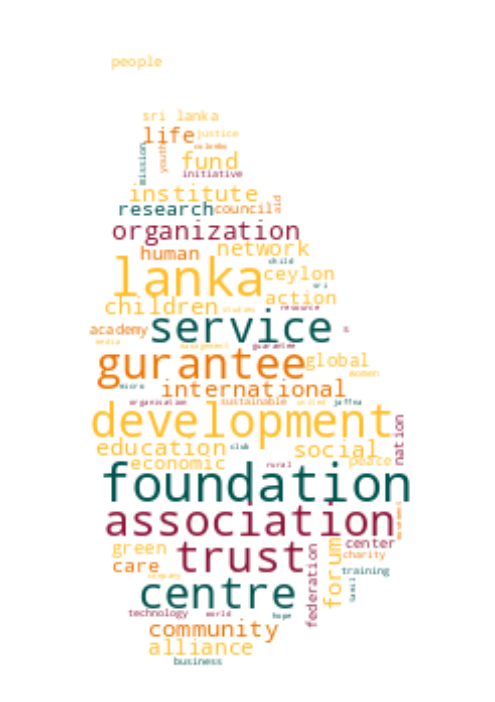 people
sri lanka
life justice
colombo
mission youth fund
initiative
institute
research council aid
organization
human network
child
lanka ceylon
sri
children studies action
resource
academy service s
media management guarantee
gurantee global
women
micro international
organisation sustainable united jaffna
development
education club social nation
economic rural peace
foundation
association
green trust forum center
care federation charity
company training
centre tamil
technology world hope
community
alliance
business